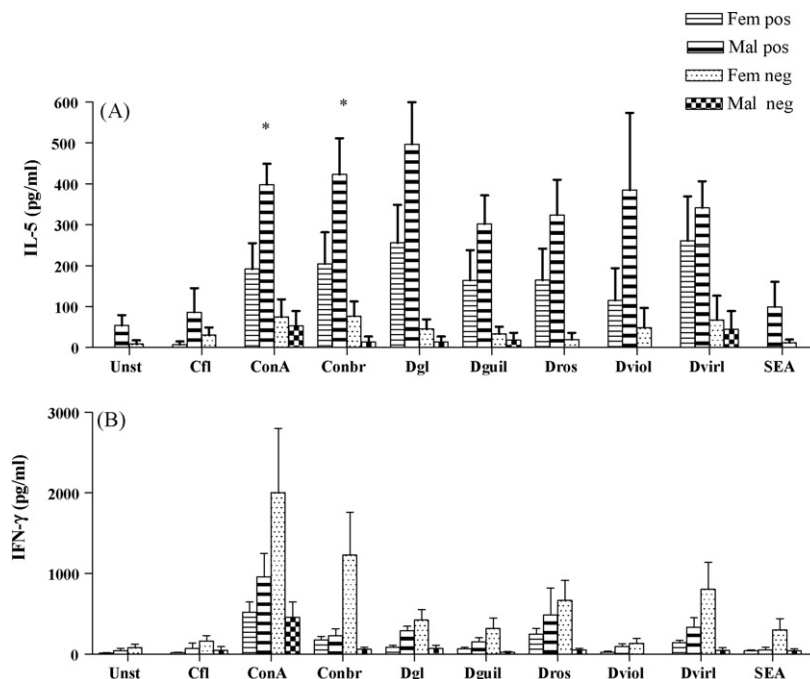 Fem pos
Mal pos
Fem neg
Mal neg
(A)
* *
600
500
400
300
200
100
0
IL-5 (pg/ml)
Unst Cfl ConA Conbr Dgl Dguil Dros Dviol Dvirl SEA
(B)
3000
2000
1000
0
IFN-γ (pg/ml)
Unst Cfl ConA Conbr Dgl Dguil Dros Dviol Dvirl SEA